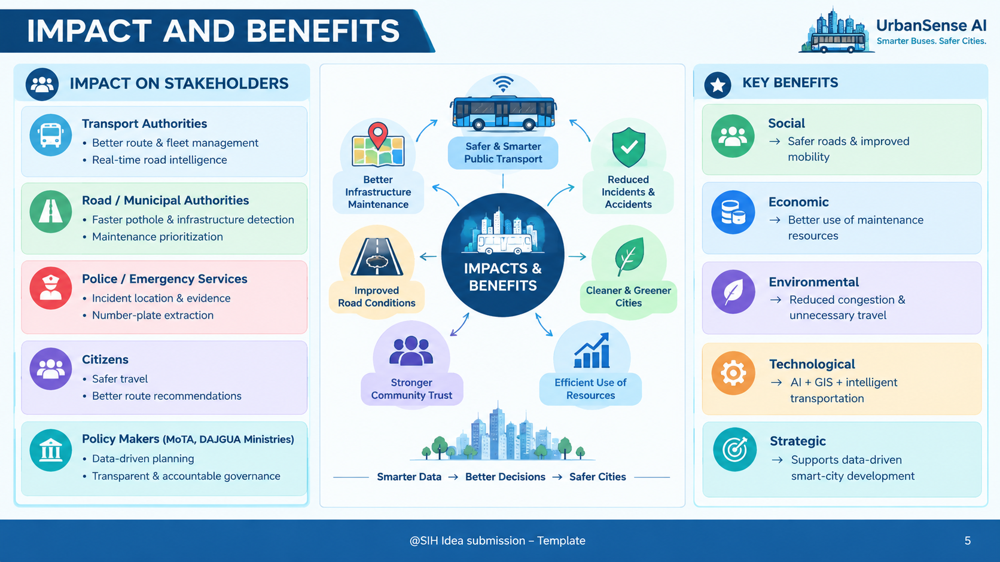 IMPACT AND BENEFITS
UrbanSense AI
Smarter Buses. Safer Cities.
IMPACT ON STAKEHOLDERS
Transport Authorities
• Better route & fleet management
• Real-time road intelligence
Road / Municipal Authorities
• Faster pothole & infrastructure detection
• Maintenance prioritization
Police / Emergency Services
• Incident location & evidence
• Number-plate extraction
Citizens
• Safer travel
• Better route recommendations
Policy Makers (MoTA, DAJGUA Ministries)
• Data-driven planning
• Transparent & accountable governance
Safer & Smarter
Public Transport
Better
Infrastructure
Maintenance
Reduced
Incidents &
Accidents
IMPACTS &
BENEFITS
Improved
Road Conditions
Cleaner & Greener
Cities
Stronger
Community Trust
Efficient Use of
Resources
Smarter Data → Better Decisions → Safer Cities
KEY BENEFITS
Social
→ Safer roads & improved
mobility
Economic
→ Better use of maintenance
resources
Environmental
→ Reduced congestion &
unnecessary travel
Technological
→ AI + GIS + intelligent
transportation
Strategic
→ Supports data-driven
smart-city development
@SIH Idea submission – Template
5